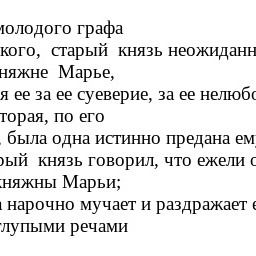 молодого графа
кого, старый князь неожиданн
няжне Марье,
я ее за ее суеверие, за ее нелюбо
торая, по его
, была одна истинно предана ем
рый князь говорил, что ежели с
княжны Марьи;
а нарочно мучает и раздражает е
глупыми речами